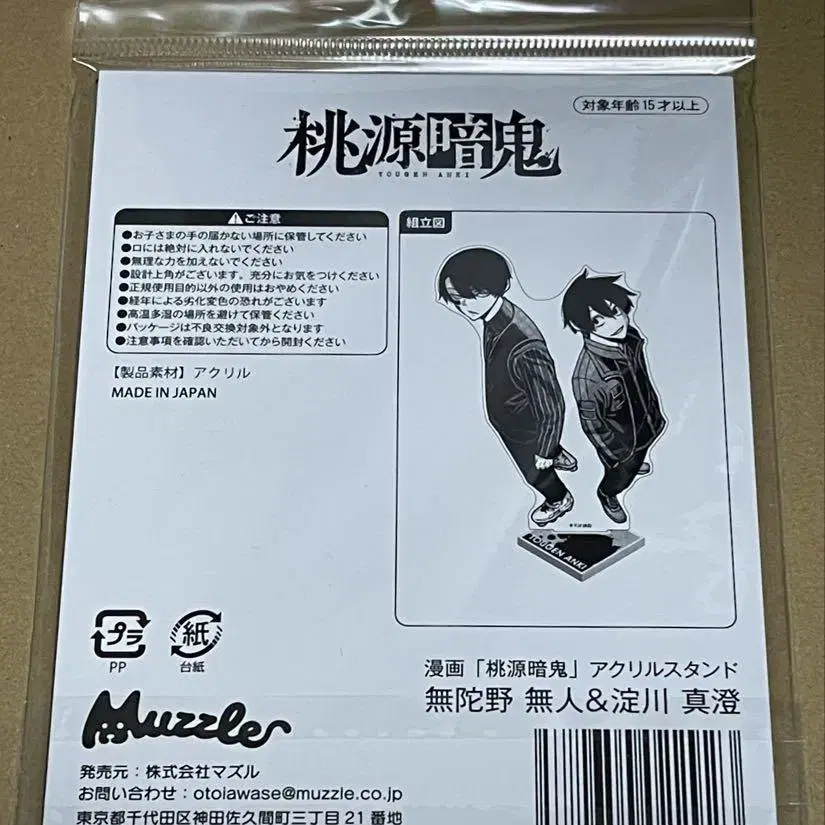 対象年齢15才以上
桃源暗鬼
TOUGEN ANKI
ご注意
●お子さまの手の届かない場所に保管してください
●口には絶対に入れないでください
●無理な力を加えないでください
●設計上角がございます。充分にお気をつけください
●正規使用目的以外の使用はおやめください
●経年による劣化変色の恐れがございます
●高温多湿の場所を避けて保管ください
●パッケージは不良交換対象外となります
●注意事項を確認いただいてから開封ください
【製品素材】アクリル
MADE IN JAPAN
組立図
TOUGEN ANKI
プラ
PP
紙
台紙
漫画「桃源暗鬼」アクリルスタンド
無陀野 無人&淀川 真澄
Muzzle
発売元:株式会社マズル
お問い合わせ:otoiawase@muzzle.co.jp
東京都千代田区神田佐久間町三丁目21番地